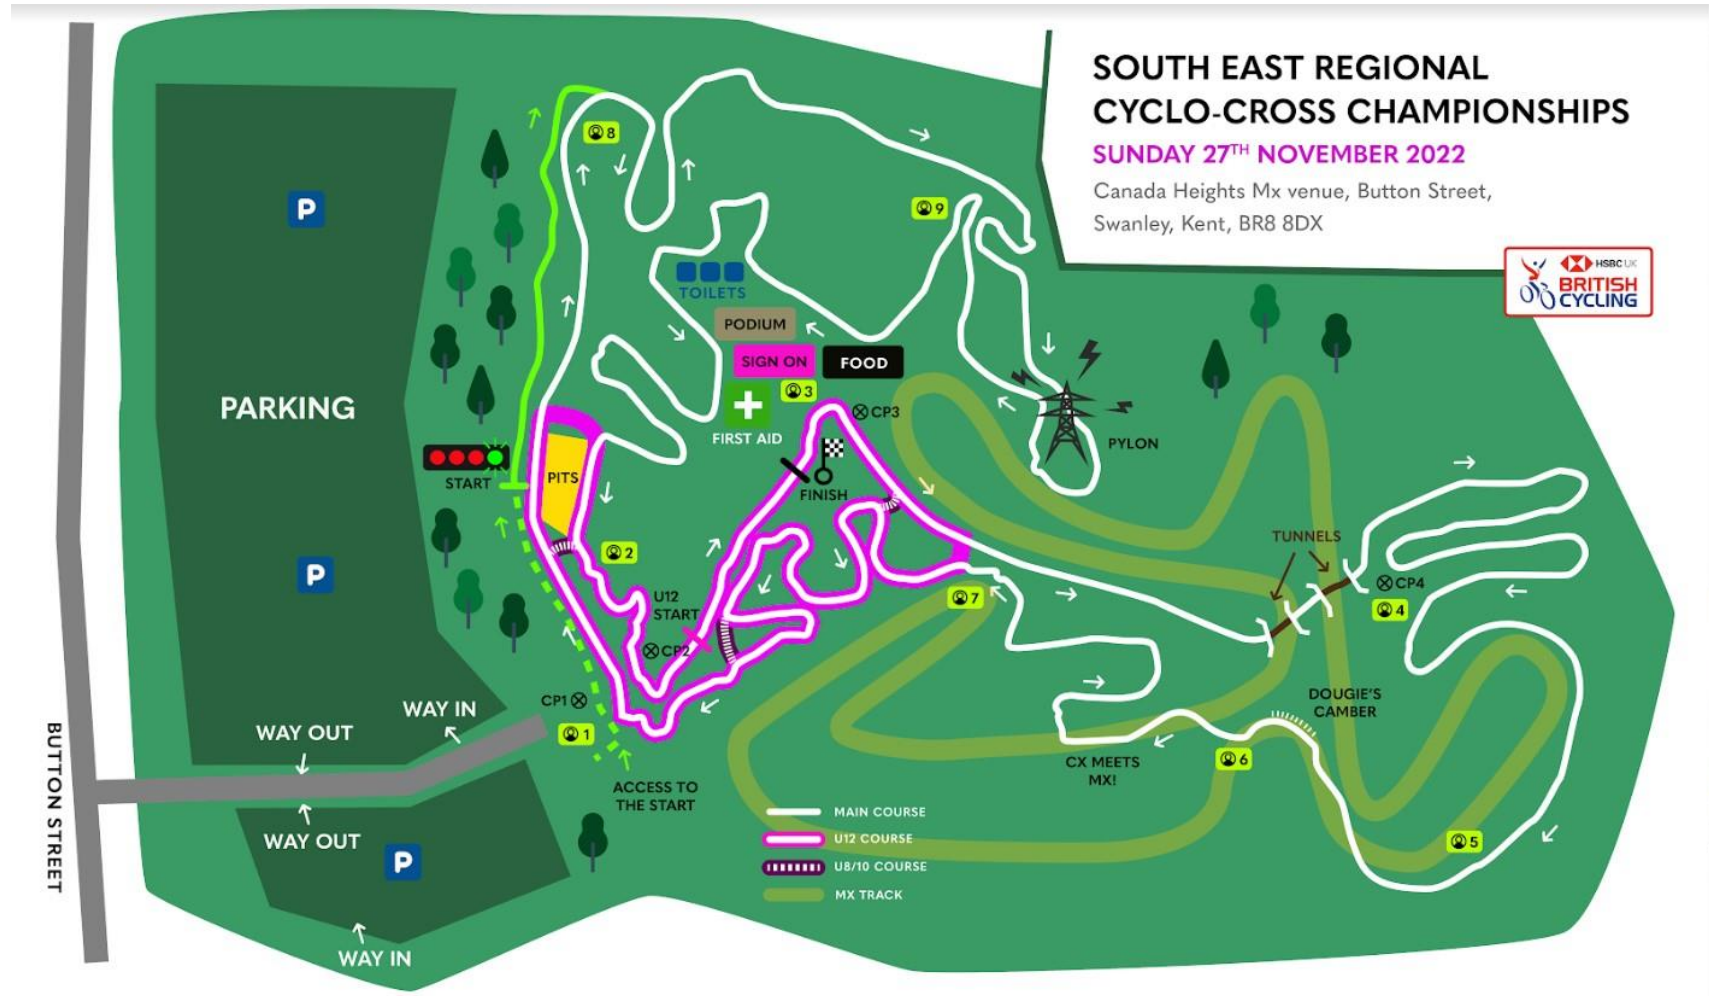 SOUTH EAST REGIONAL
CYCLO-CROSS CHAMPIONSHIPS
SUNDAY 27TH NOVEMBER 2022
Canada Heights Mx venue, Button Street,
Swanley, Kent, BR8 8DX
HSBC UK
BRITISH
CYCLING
8
P
9
TOILETS
PODIUM
SIGN ON
FOOD
3
CP3
FIRST AID
PARKING
PYLON
START
PITS
FINISH
2
TUNNELS
P
U12
START
7
CP4
4
CP2
CP1
1
DOUGIE'S
CAMBER
WAY IN
WAY OUT
6
CX MEETS
MX!
BUTTON STREET
ACCESS TO
THE START
WAY OUT
P
5
MAIN COURSE
U12 COURSE
U8/10 COURSE
MX TRACK
WAY IN